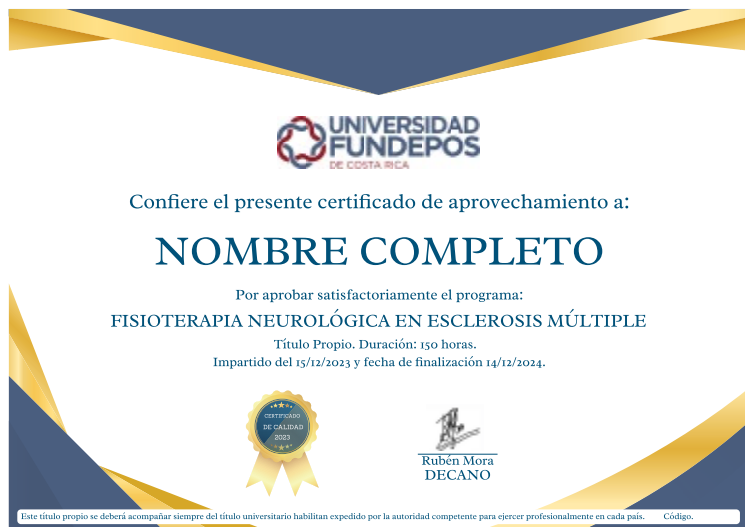 UNIVERSIDAD
FUNDEPOS
DE COSTA RICA
Confiere el presente certificado de aprovechamiento a:
NOMBRE COMPLETO
Por aprobar satisfactoriamente el programa:
FISIOTERAPIA NEUROLÓGICA EN ESCLEROSIS MÚLTIPLE
Título Propio. Duración: 150 horas.
Impartido del 15/12/2023 y fecha de finalización 14/12/2024.
CERTIFICADO
DE CALIDAD
2023
Rubén Mora
DECANO
Este título propio se deberá acompañar siempre del título universitario habilitan expedido por la autoridad competente para ejercer profesionalmente en cada país. Código.